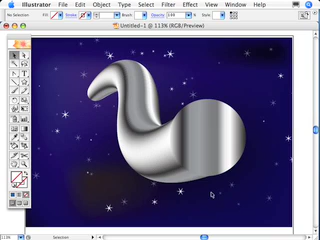 Illustrator File Edit Object Type Select Filter Effect View Window
No Selection Fill: Stroke: Brush: Opacity: 100 Style:
Untitled-1 @ 113% (RGB/Preview)
Selection